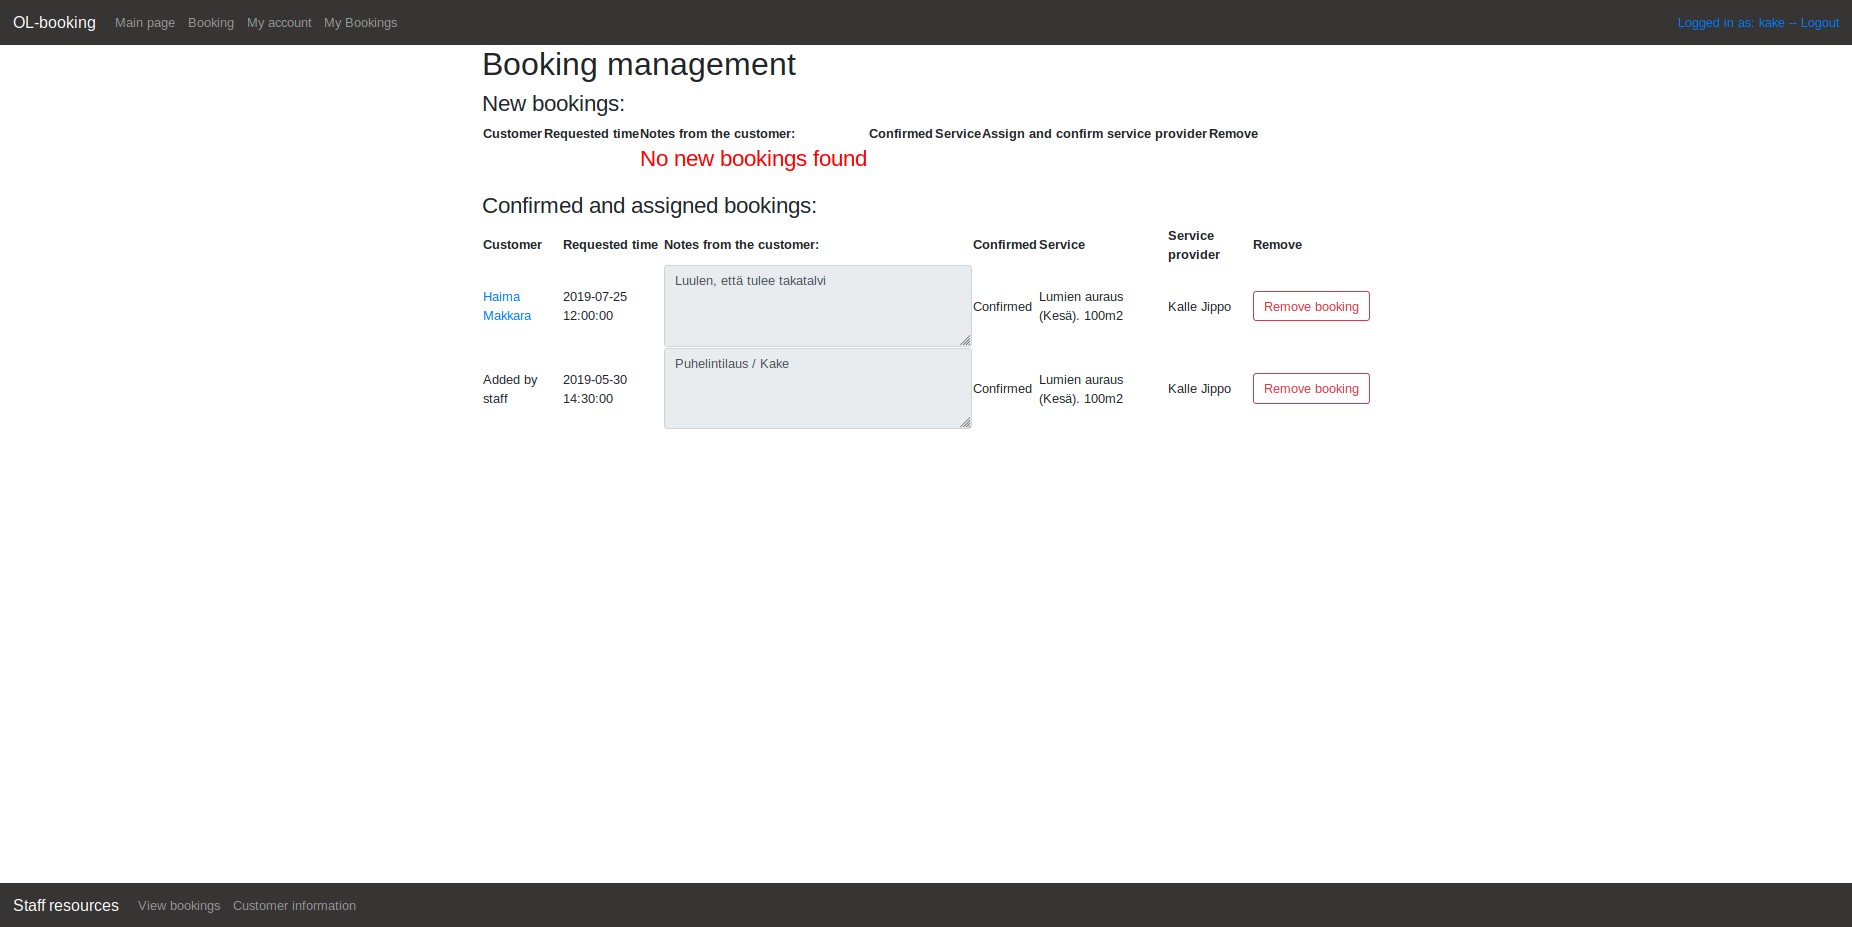 OL-booking Main page Booking My account My Bookings Logged in as: kake -- Logout
Booking management
New bookings:
Customer Requested time Notes from the customer: Confirmed Service Assign and confirm service provider Remove
No new bookings found
Confirmed and assigned bookings:
Customer Requested time Notes from the customer: Confirmed Service Service provider Remove
Haima Makkara 2019-07-25 12:00:00 Luulen, että tulee takatalvi Confirmed Lumien auraus (Kesä). 100m2 Kalle Jippo Remove booking
Added by staff 2019-05-30 14:30:00 Puhelintilaus / Kake Confirmed Lumien auraus (Kesä). 100m2 Kalle Jippo Remove booking
Staff resources View bookings Customer information